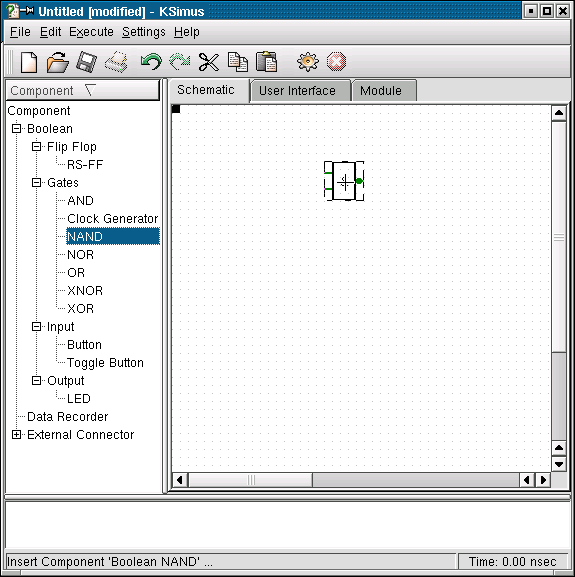 Untitled [modified] - KSimus
File Edit Execute Settings Help
Component
Schematic User Interface Module
Component
Boolean
Flip Flop
RS-FF
Gates
AND
Clock Generator
NAND
NOR
OR
XNOR
XOR
Input
Button
Toggle Button
Output
LED
Data Recorder
External Connector
Insert Component 'Boolean NAND' ...
Time: 0.00 nsec